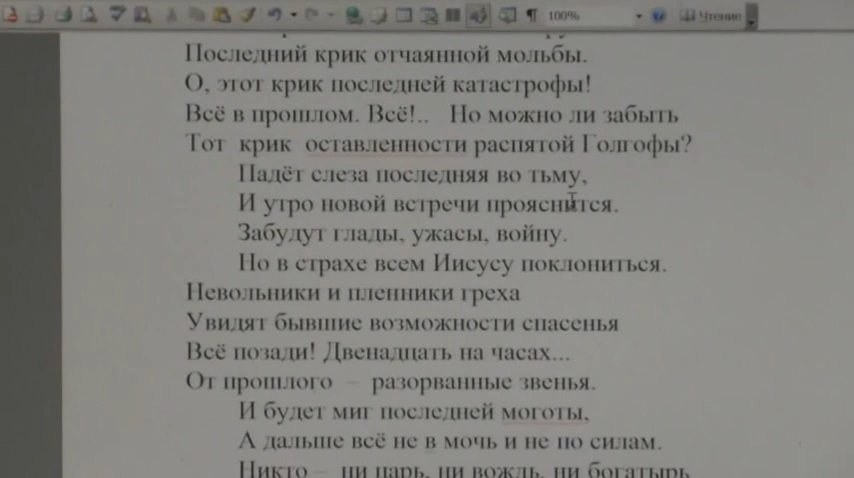 100%
Чтение
Последний крик отчаянной мольбы.
О, этот крик последней катастрофы!
Всё в прошлом. Всё!.. Но можно ли забыть
Тот крик оставленности распятой Голгофы?
Падёт слеза последняя во тьму,
И утро новой встречи прояснится.
Забудут глады, ужасы, войну.
Но в страхе всем Иисусу поклониться.
Невольники и пленники греха
Увидят бывшие возможности спасенья
Всё позади! Двенадцать на часах...
От прошлого – разорванные звенья.
И будет миг последней моготы,
А дальше всё не в мочь и не по силам.
Никто – ни царь, ни вождь, ни богатырь